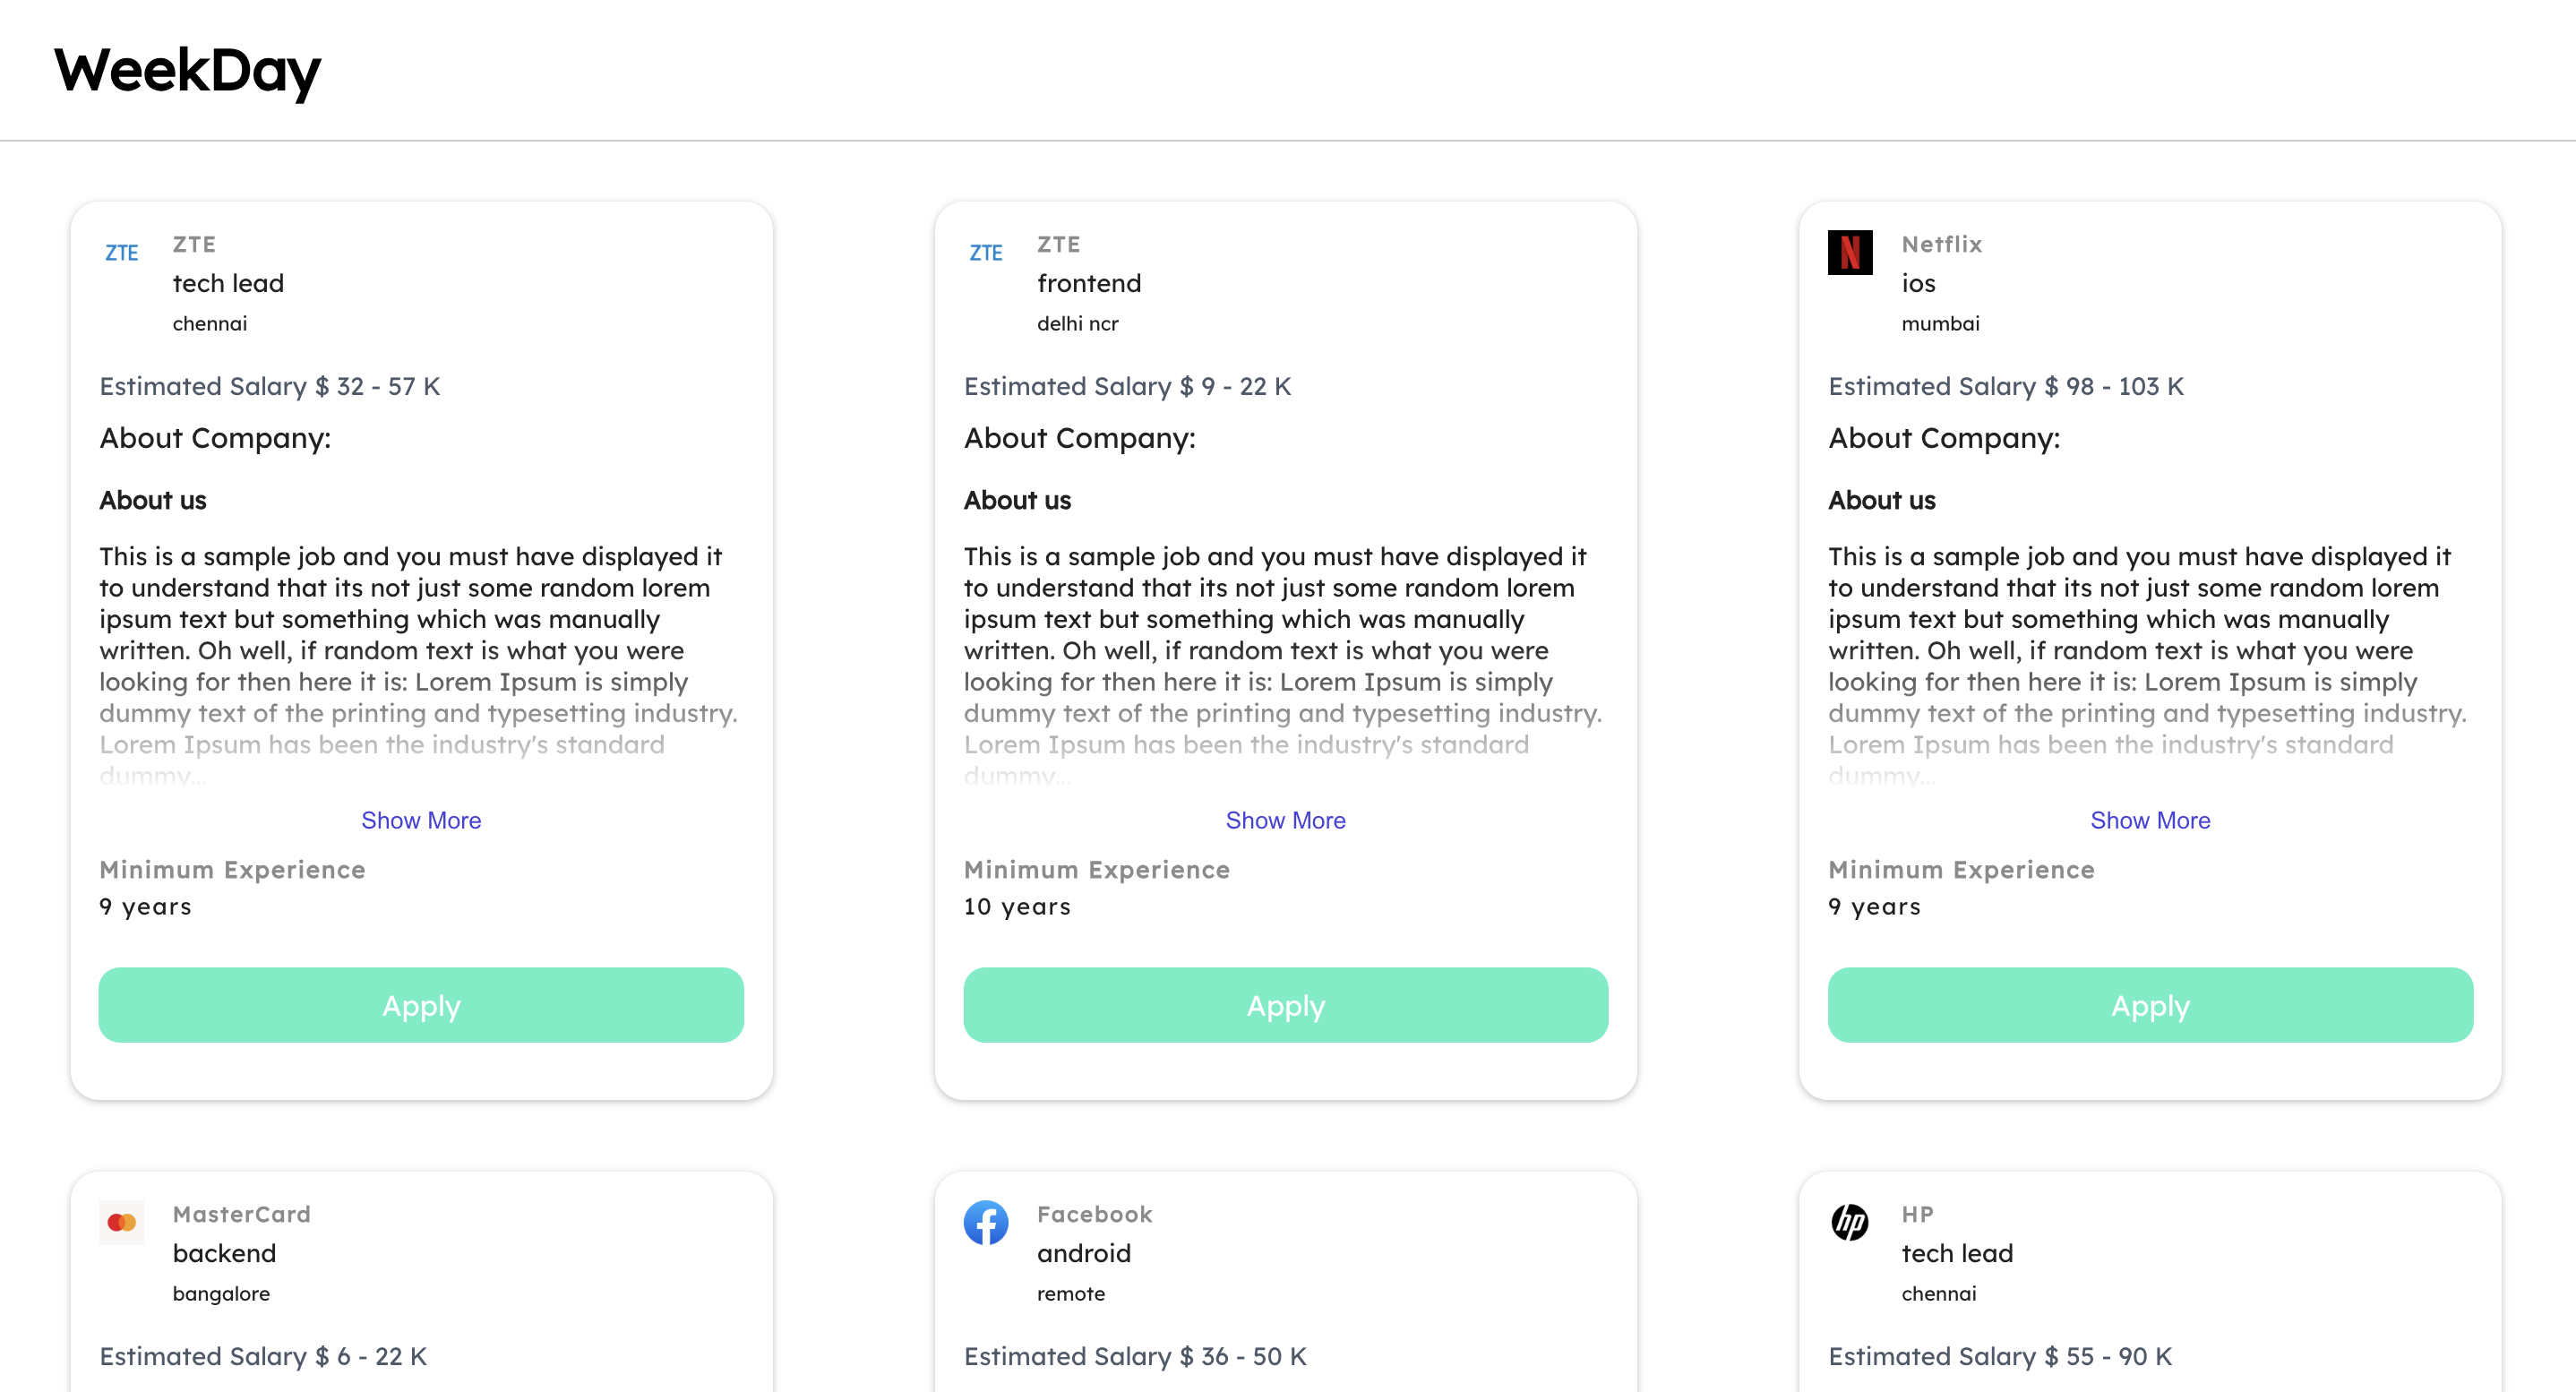 WeekDay
ZTE
ZTE
tech lead
chennai
Estimated Salary $ 32 - 57 K
About Company:
About us
This is a sample job and you must have displayed it
to understand that its not just some random lorem
ipsum text but something which was manually
written. Oh well, if random text is what you were
looking for then here it is: Lorem Ipsum is simply
dummy text of the printing and typesetting industry.
Lorem Ipsum has been the industry's standard
dummy...
Show More
Minimum Experience
9 years
Apply
ZTE
ZTE
frontend
delhi ncr
Estimated Salary $ 9 - 22 K
About Company:
About us
This is a sample job and you must have displayed it
to understand that its not just some random lorem
ipsum text but something which was manually
written. Oh well, if random text is what you were
looking for then here it is: Lorem Ipsum is simply
dummy text of the printing and typesetting industry.
Lorem Ipsum has been the industry's standard
dummy...
Show More
Minimum Experience
10 years
Apply
N
Netflix
ios
mumbai
Estimated Salary $ 98 - 103 K
About Company:
About us
This is a sample job and you must have displayed it
to understand that its not just some random lorem
ipsum text but something which was manually
written. Oh well, if random text is what you were
looking for then here it is: Lorem Ipsum is simply
dummy text of the printing and typesetting industry.
Lorem Ipsum has been the industry's standard
dummy...
Show More
Minimum Experience
9 years
Apply
MasterCard
backend
bangalore
Estimated Salary $ 6 - 22 K
f
Facebook
android
remote
Estimated Salary $ 36 - 50 K
hp
HP
tech lead
chennai
Estimated Salary $ 55 - 90 K